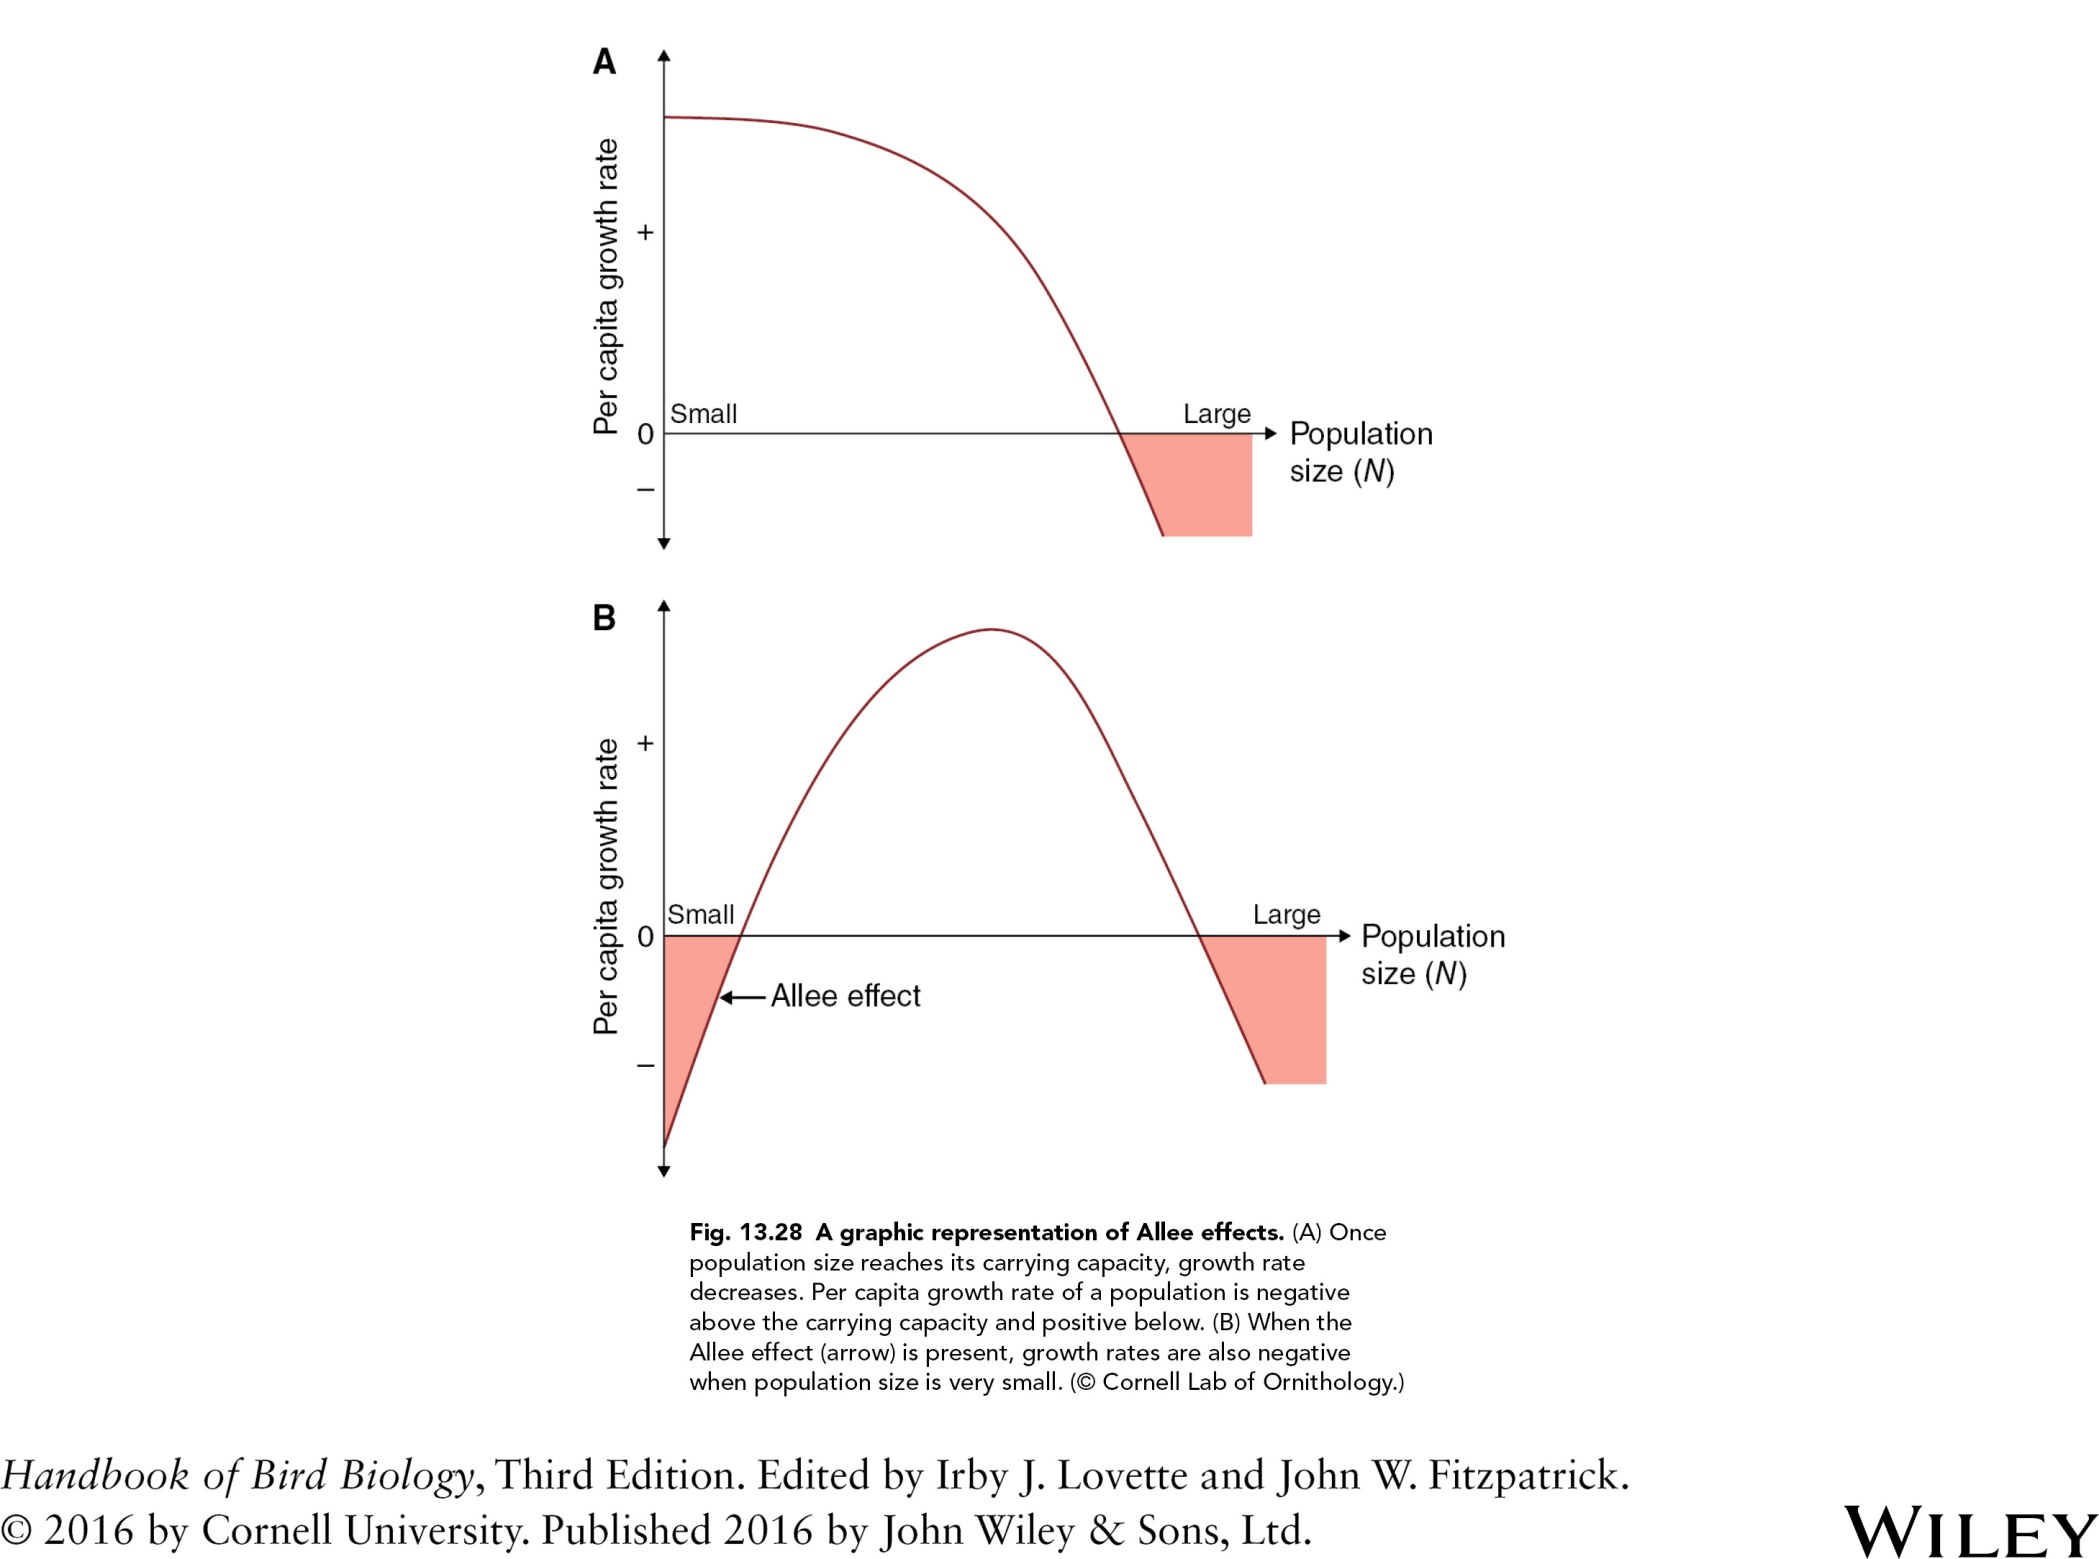 A
Per capita growth rate
+
Small
Large
0
Population
size (N)
–
B
Per capita growth rate
+
Small
Large
0
Population
size (N)
Allee effect
–
Fig. 13.28 A graphic representation of Allee effects. (A) Once
population size reaches its carrying capacity, growth rate
decreases. Per capita growth rate of a population is negative
above the carrying capacity and positive below. (B) When the
Allee effect (arrow) is present, growth rates are also negative
when population size is very small. (© Cornell Lab of Ornithology.)
Handbook of Bird Biology, Third Edition. Edited by Irby J. Lovette and John W. Fitzpatrick.
© 2016 by Cornell University. Published 2016 by John Wiley & Sons, Ltd.
WILEY